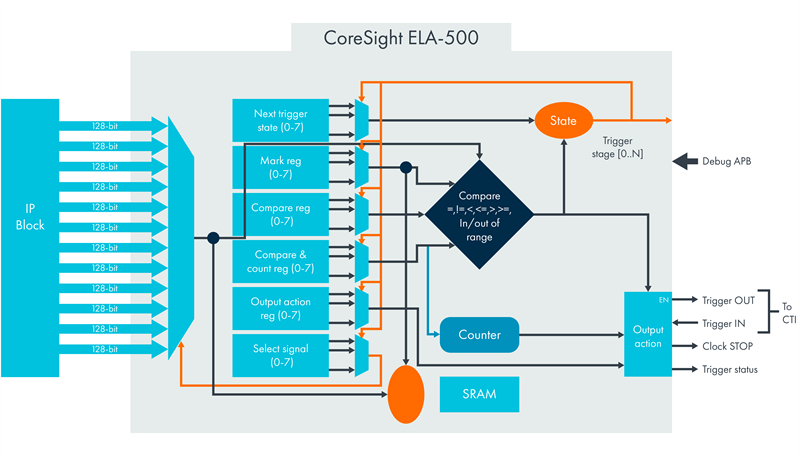 CoreSight ELA-500
IP
Block
128-bit
128-bit
128-bit
128-bit
128-bit
128-bit
128-bit
128-bit
128-bit
128-bit
128-bit
128-bit
Next trigger
state (0-7)
Mark reg
(0-7)
Compare reg
(0-7)
Compare &
count reg (0-7)
Output action
reg (0-7)
Select signal
(0-7)
State
Trigger
stage [0..N]
Compare
=,!=,<,<=,>,>=,
In/out of
range
Counter
SRAM
EN
Output
action
Debug APB
Trigger OUT
Trigger IN
Clock STOP
Trigger status
To
CTI